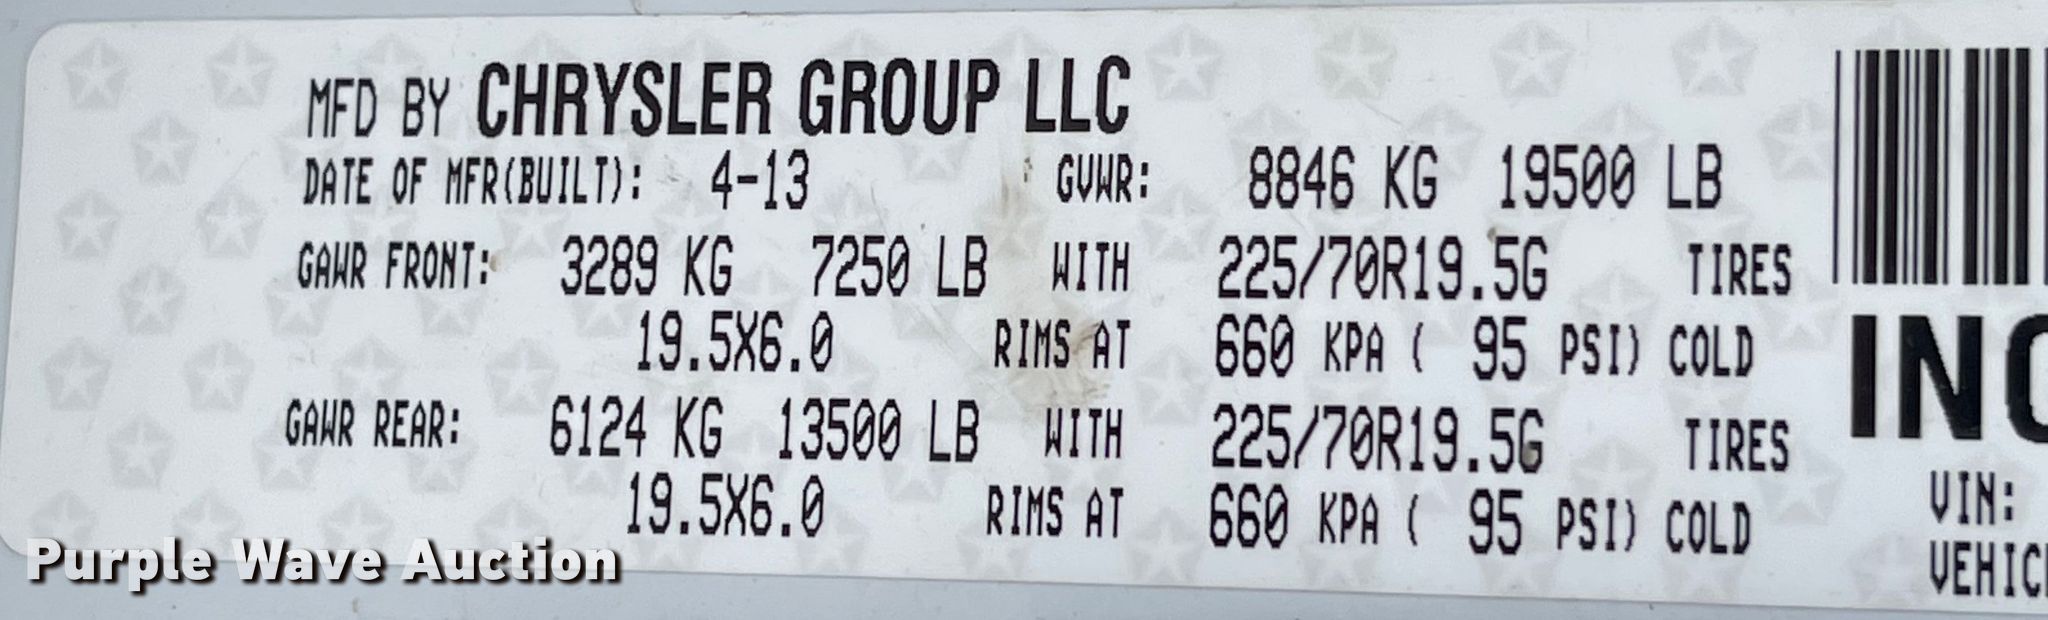 MFD BY CHRYSLER GROUP LLC
DATE OF MFR(BUILT): 4-13 GVWR: 8846 KG 19500 LB
GAWR FRONT: 3289 KG 7250 LB WITH 225/70R19.5G TIRES
19.5X6.0 RIMS AT 660 KPA ( 95 PSI) COLD
GAWR REAR: 6124 KG 13500 LB WITH 225/70R19.5G TIRES
19.5X6.0 RIMS AT 660 KPA ( 95 PSI) COLD
VIN:
Purple Wave Auction